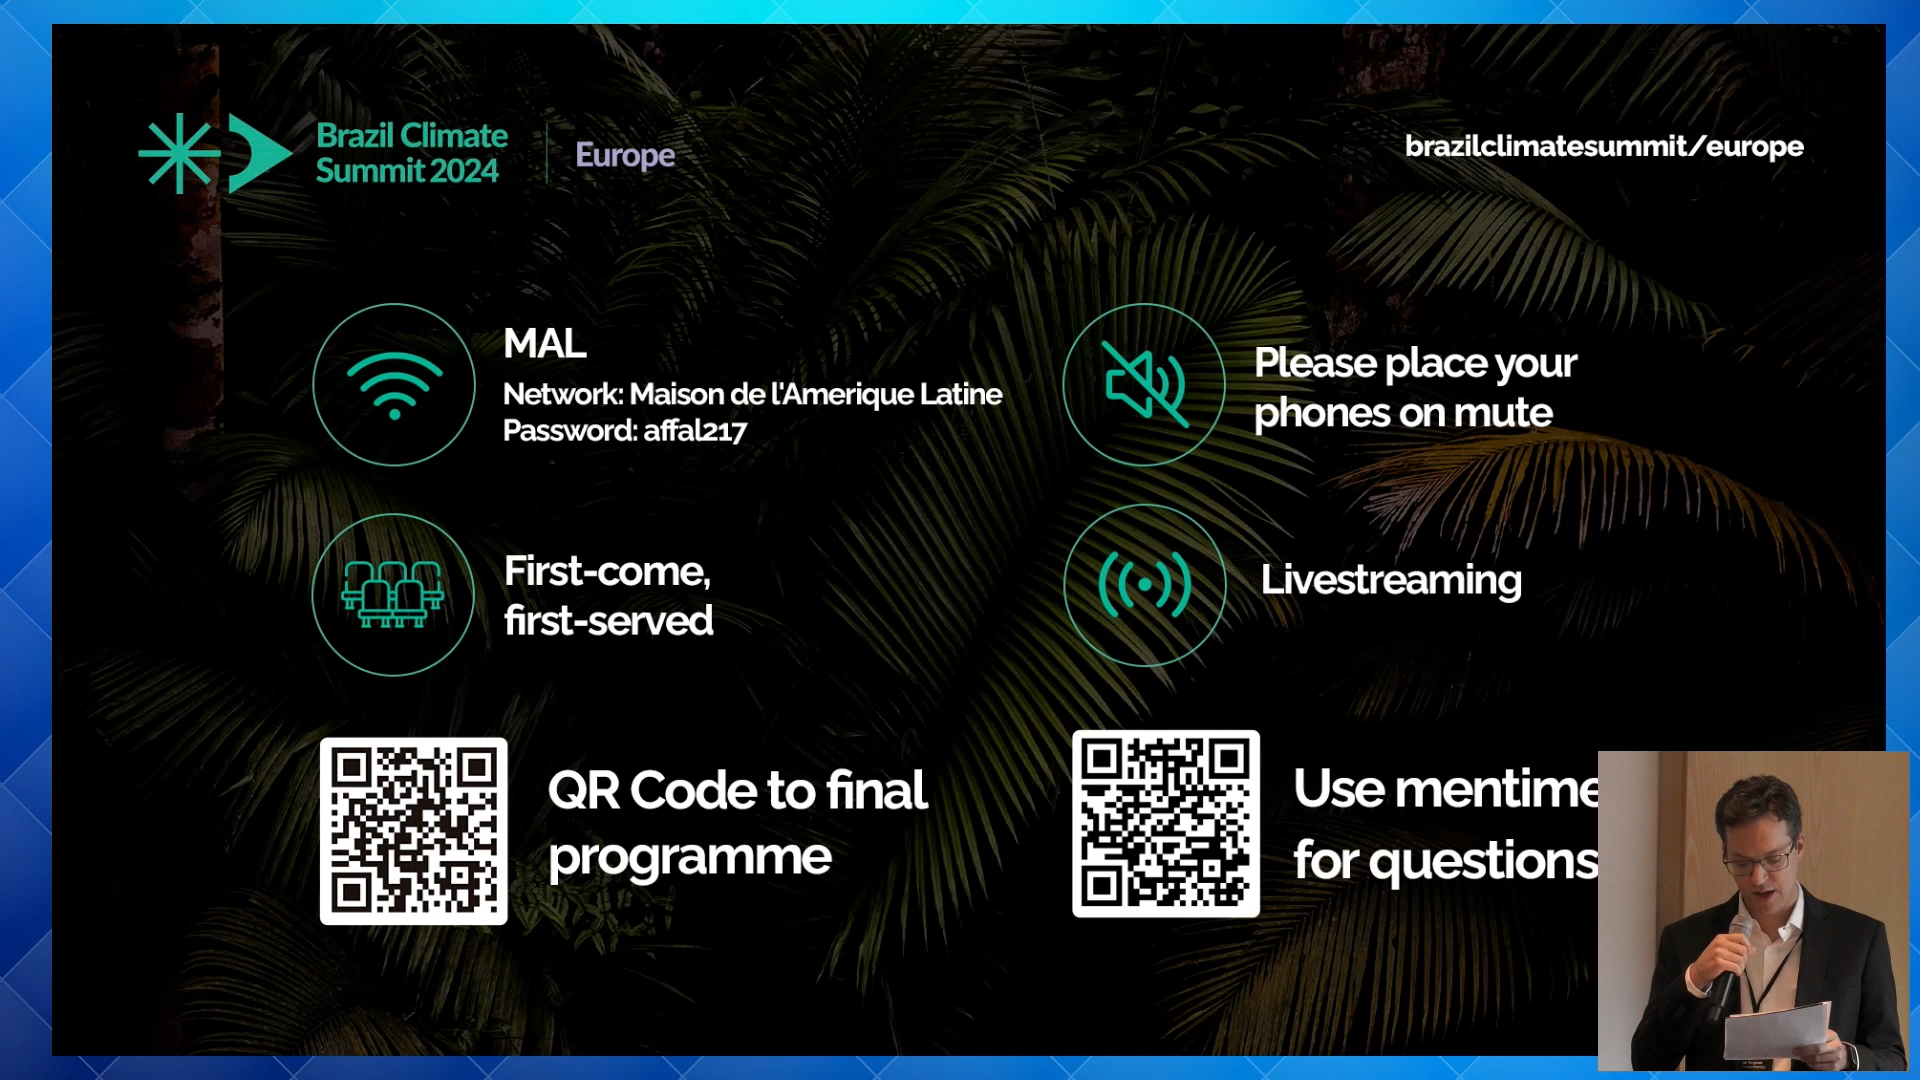 Brazil Climate
Summit 2024
Europe
brazilclimatesummit/europe
MAL
Network: Maison de l'Amerique Latine
Password: affal217
Please place your
phones on mute
First-come,
first-served
Livestreaming
QR Code to final
programme
Use mentime
for questions